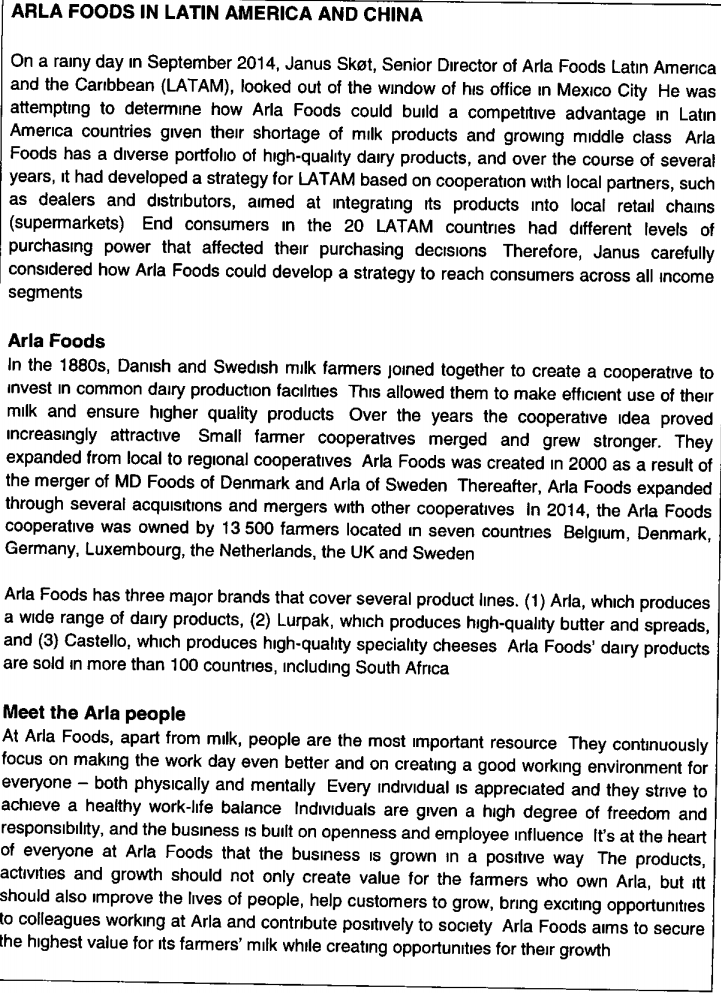 ARLA FOODS IN LATIN AMERICA AND CHINA
On a rainy day in September 2014, Janus Skøt, Senior Director of Arla Foods Latin America
and the Caribbean (LATAM), looked out of the window of his office in Mexico City He was
attempting to determine how Arla Foods could build a competitive advantage in Latin
America countries given their shortage of milk products and growing middle class Arla
Foods has a diverse portfolio of high-quality dairy products, and over the course of several
years, it had developed a strategy for LATAM based on cooperation with local partners, such
as dealers and distributors, aimed at integrating its products into local retail chains
(supermarkets) End consumers in the 20 LATAM countries had different levels of
purchasing power that affected their purchasing decisions Therefore, Janus carefully
considered how Arla Foods could develop a strategy to reach consumers across all income
segments
Arla Foods
In the 1880s, Danish and Swedish milk farmers joined together to create a cooperative to
invest in common dairy production facilities This allowed them to make efficient use of their
milk and ensure higher quality products Over the years the cooperative idea proved
increasingly attractive Small farmer cooperatives merged and grew stronger. They
expanded from local to regional cooperatives Arla Foods was created in 2000 as a result of
the merger of MD Foods of Denmark and Arla of Sweden Thereafter, Arla Foods expanded
through several acquisitions and mergers with other cooperatives In 2014, the Arla Foods
cooperative was owned by 13 500 farmers located in seven countries Belgium, Denmark,
Germany, Luxembourg, the Netherlands, the UK and Sweden
Arla Foods has three major brands that cover several product lines. (1) Arla, which produces
a wide range of dairy products, (2) Lurpak, which produces high-quality butter and spreads,
and (3) Castello, which produces high-quality speciality cheeses Arla Foods' dairy products
are sold in more than 100 countries, including South Africa
Meet the Arla people
At Arla Foods, apart from milk, people are the most important resource They continuously
focus on making the work day even better and on creating a good working environment for
everyone – both physically and mentally Every individual is appreciated and they strive to
achieve a healthy work-life balance Individuals are given a high degree of freedom and
responsibility, and the business is built on openness and employee influence It's at the heart
of everyone at Arla Foods that the business is grown in a positive way The products,
activities and growth should not only create value for the farmers who own Arla, but itt
should also improve the lives of people, help customers to grow, bring exciting opportunities
to colleagues working at Arla and contribute positively to society Arla Foods aims to secure
the highest value for its farmers' milk while creating opportunities for their growth